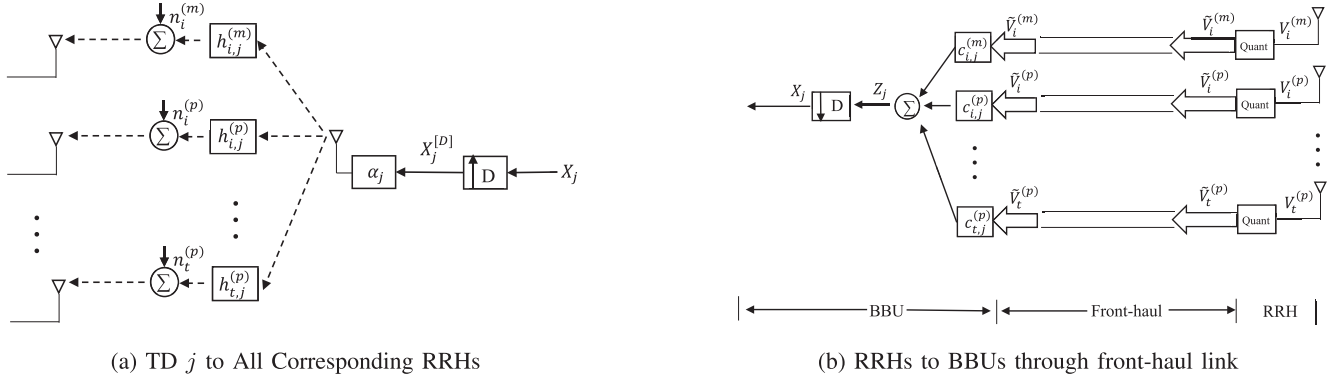 n_i^{(m)}
∑
h_{i,j}^{(m)}
n_i^{(p)}
∑
h_{i,j}^{(p)}
X_j^{[D]}
α_j
D
X_j
n_t^{(p)}
∑
h_{t,j}^{(p)}
(a) TD j to All Corresponding RRHs
c_{i,j}^{(m)}
Ṽ_i^{(m)}
Ṽ_i^{(m)}
Quant
V_i^{(m)}
X_j
D
Z_j
∑
c_{i,j}^{(p)}
Ṽ_i^{(p)}
Ṽ_i^{(p)}
Quant
V_i^{(p)}
c_{t,j}^{(p)}
Ṽ_t^{(p)}
Ṽ_t^{(p)}
Quant
V_t^{(p)}
BBU
Front-haul
RRH
(b) RRHs to BBUs through front-haul link